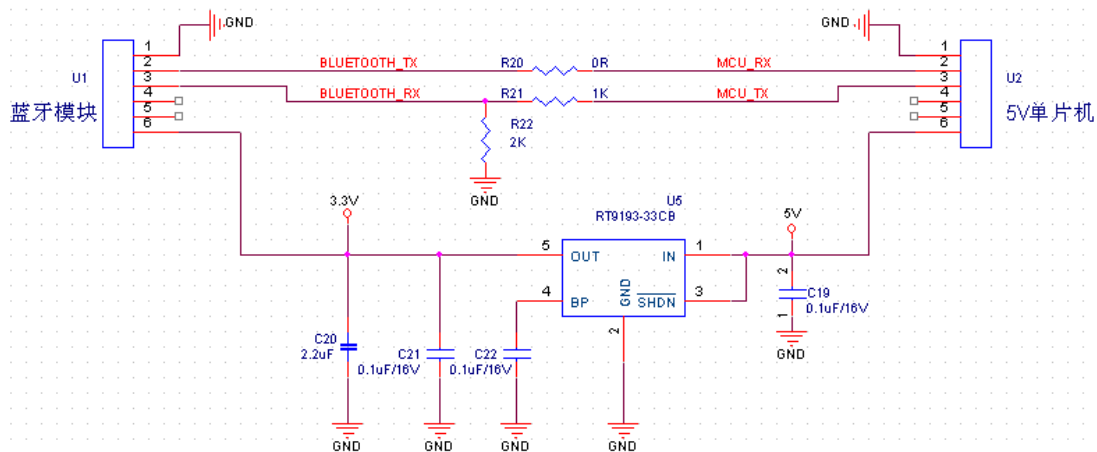 GND
GND
1
2
3
4
5
6
U1
蓝牙模块
BLUETOOTH_TX
R20
0R
MCU_RX
BLUETOOTH_RX
R21
1K
MCU_TX
R22
2K
GND
1
2
3
4
5
6
U2
5V单片机
3.3V
U5
RT9193-33CB
5V
5
OUT
IN
1
4
BP
GND
SHDN
3
2
2
C19
0.1uF/16V
1
GND
C20
2.2uF
C21
0.1uF/16V
C22
0.1uF/16V
GND
GND
GND
GND